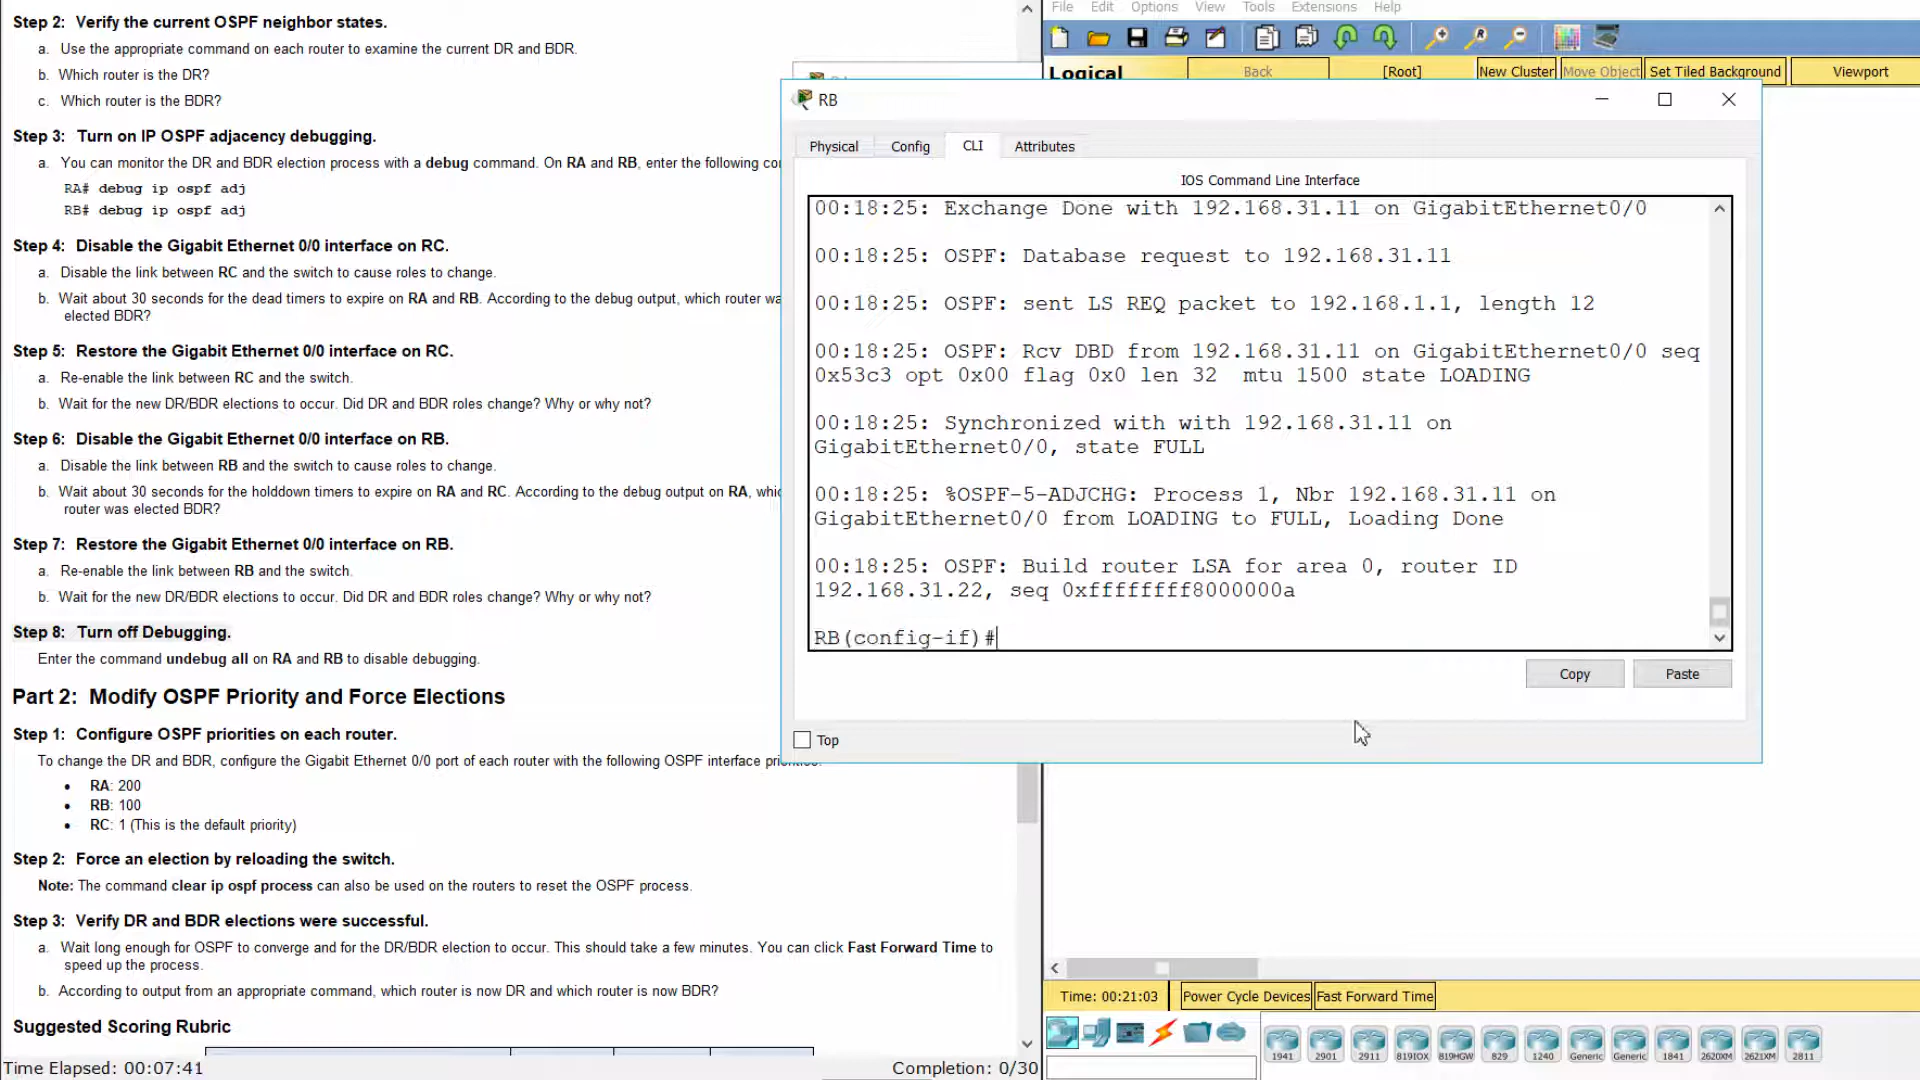 Step 2: Verify the current OSPF neighbor states.
a. Use the appropriate command on each router to examine the current DR and BDR.
b. Which router is the DR?
c. Which router is the BDR?
Step 3: Turn on IP OSPF adjacency debugging.
a. You can monitor the DR and BDR election process with a debug command. On RA and RB, enter the following
RA# debug ip ospf adj
RB# debug ip ospf adj
Step 4: Disable the Gigabit Ethernet 0/0 interface on RC.
a. Disable the link between RC and the switch to cause roles to change.
b. Wait about 30 seconds for the dead timers to expire on RA and RB. According to the debug output, which router
elected BDR?
Step 5: Restore the Gigabit Ethernet 0/0 interface on RC.
a. Re-enable the link between RC and the switch.
b. Wait for the new DR/BDR elections to occur. Did DR and BDR roles change? Why or why not?
Step 6: Disable the Gigabit Ethernet 0/0 interface on RB.
a. Disable the link between RB and the switch to cause roles to change.
b. Wait about 30 seconds for the holddown timers to expire on RA and RC. According to the debug output on RA,
router was elected BDR?
Step 7: Restore the Gigabit Ethernet 0/0 interface on RB.
a. Re-enable the link between RB and the switch.
b. Wait for the new DR/BDR elections to occur. Did DR and BDR roles change? Why or why not?
Step 8: Turn off Debugging.
Enter the command undebug all on RA and RB to disable debugging.
Part 2: Modify OSPF Priority and Force Elections
Step 1: Configure OSPF priorities on each router.
To change the DR and BDR, configure the Gigabit Ethernet 0/0 port of each router with the following OSPF interface
• RA: 200
• RB: 100
• RC: 1 (This is the default priority)
Step 2: Force an election by reloading the switch.
Note: The command clear ip ospf process can also be used on the routers to reset the OSPF process.
Step 3: Verify DR and BDR elections were successful.
a. Wait long enough for OSPF to converge and for the DR/BDR election to occur. This should take a few minutes. You can click Fast Forward Time to
speed up the process.
b. According to output from an appropriate command, which router is now DR and which router is now BDR?
Suggested Scoring Rubric
Time Elapsed: 00:07:41
Completion: 0/30
File Edit Options View Tools Extensions Help
Logical
Back
[Root]
New Cluster
Move Object
Set Tiled Background
Viewport
RB
Physical
Config
CLI
Attributes
IOS Command Line Interface
00:18:25: Exchange Done with 192.168.31.11 on GigabitEthernet0/0
00:18:25: OSPF: Database request to 192.168.31.11
00:18:25: OSPF: sent LS REQ packet to 192.168.1.1, length 12
00:18:25: OSPF: Rcv DBD from 192.168.31.11 on GigabitEthernet0/0 seq
0x53c3 opt 0x00 flag 0x0 len 32 mtu 1500 state LOADING
00:18:25: Synchronized with with 192.168.31.11 on
GigabitEthernet0/0, state FULL
00:18:25: %OSPF-5-ADJCHG: Process 1, Nbr 192.168.31.11 on
GigabitEthernet0/0 from LOADING to FULL, Loading Done
00:18:25: OSPF: Build router LSA for area 0, router ID
192.168.31.22, seq 0xffffffff8000000a
RB(config-if)#
Copy
Paste
Top
Time: 00:21:03
Power Cycle Devices
Fast Forward Time
1941
2901
2911
819IOX
819HGW
829
1240
Generic
Generic
1841
2620XM
2621XM
2811